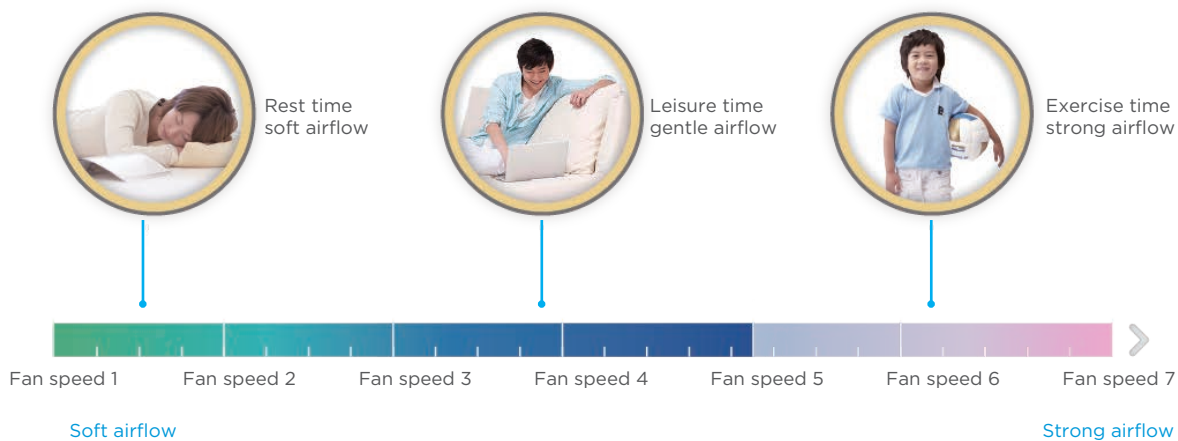 Rest time
soft airflow
Leisure time
gentle airflow
Exercise time
strong airflow
Fan speed 1
Fan speed 2
Fan speed 3
Fan speed 4
Fan speed 5
Fan speed 6
Fan speed 7
Soft airflow
Strong airflow